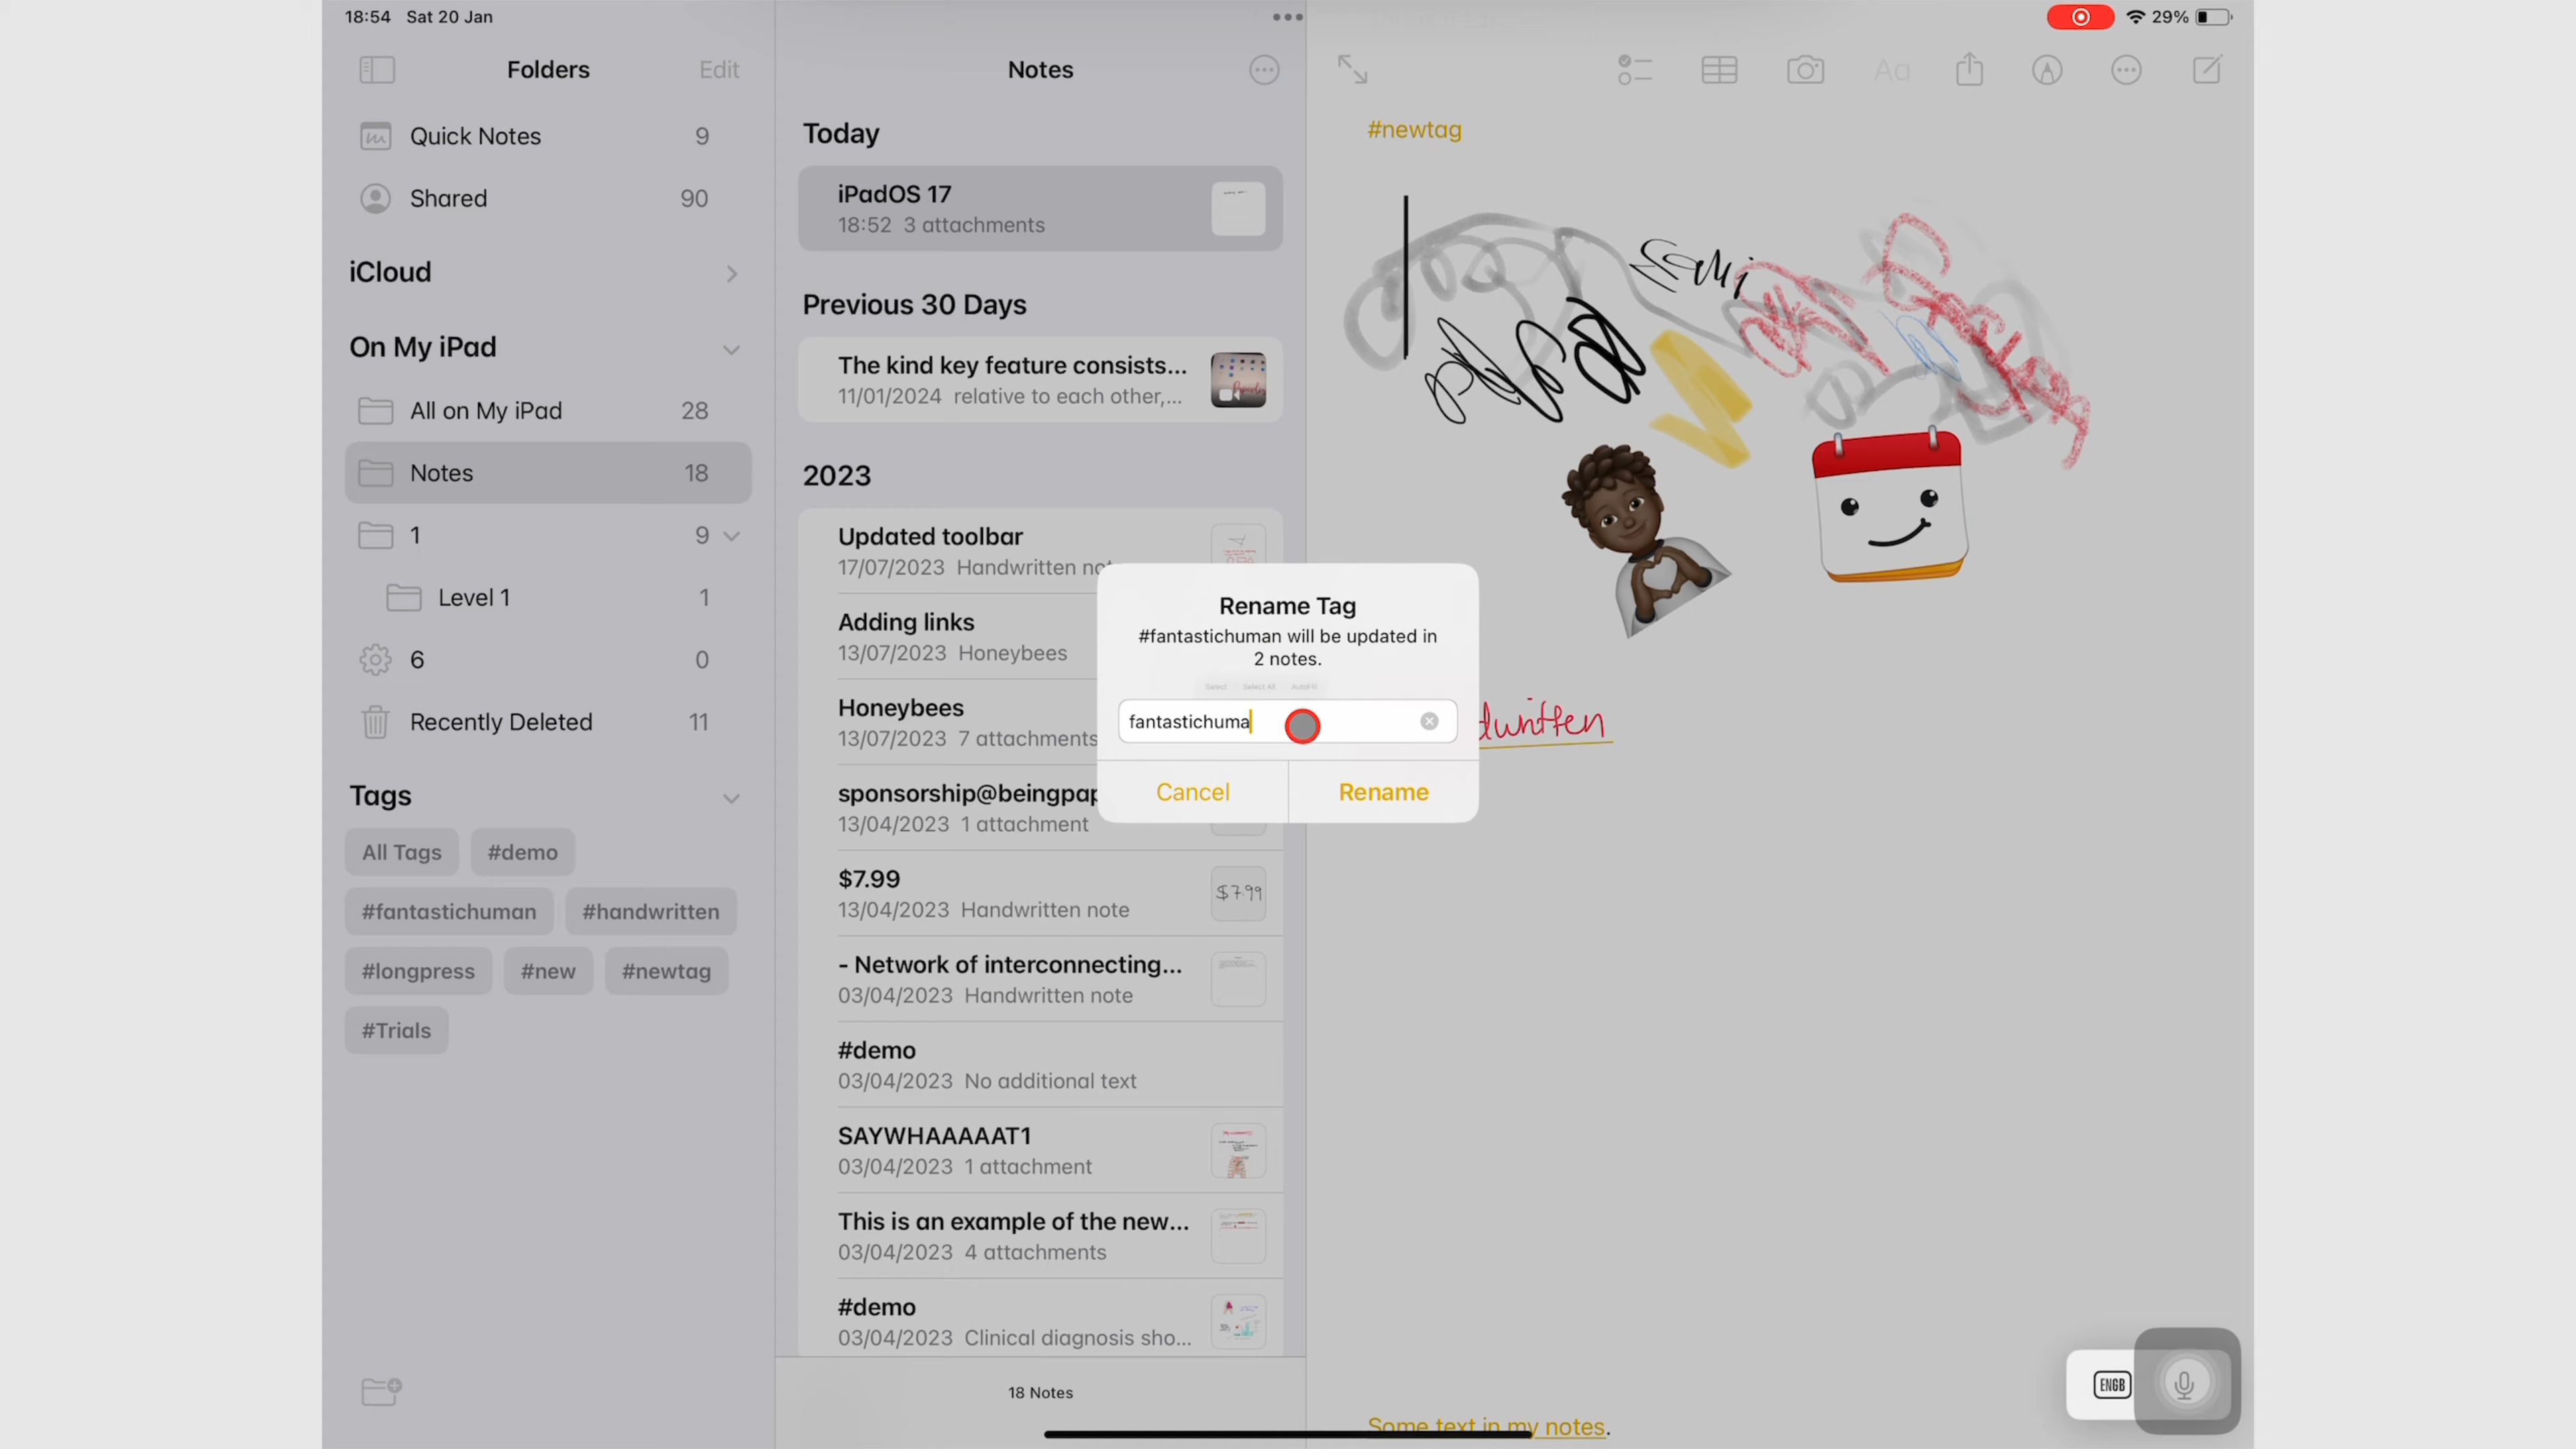 18:54 Sat 20 Jan
29%
Folders
Edit
Quick Notes 9
Shared 90
iCloud
On My iPad
All on My iPad 28
Notes 18
1 9
Level 1 1
6 0
Recently Deleted 11
Tags
All Tags
#demo
#fantastichuman
#handwritten
#longpress
#new
#newtag
#Trials
Notes
Today
iPadOS 17
18:52 3 attachments
Previous 30 Days
The kind key feature consists...
11/01/2024 relative to each other,...
2023
Updated toolbar
17/07/2023 Handwritten
Adding links
13/07/2023 Honeybees
Honeybees
13/07/2023 7 attachments
sponsorship@beingpap
13/04/2023 1 attachment
$7.99
13/04/2023 Handwritten note
$7.99
- Network of interconnecting...
03/04/2023 Handwritten note
#demo
03/04/2023 No additional text
SAYWHAAAAAT1
03/04/2023 1 attachment
This is an example of the new...
03/04/2023 4 attachments
#demo
03/04/2023 Clinical diagnosis sho...
18 Notes
Aa
#newtag
dwritten
Some text in my notes.
Rename Tag
#fantastichuman will be updated in
2 notes.
Select Select All AutoFill
fantastichuma
Cancel
Rename
ENGB